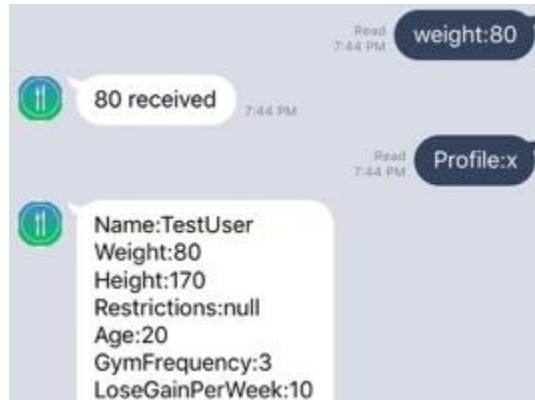 Read
7:44 PM
weight:80
80 received
7:44 PM
Read
7:44 PM
Profile:x
Name:TestUser
Weight:80
Height:170
Restrictions:null
Age:20
GymFrequency:3
LoseGainPerWeek:10